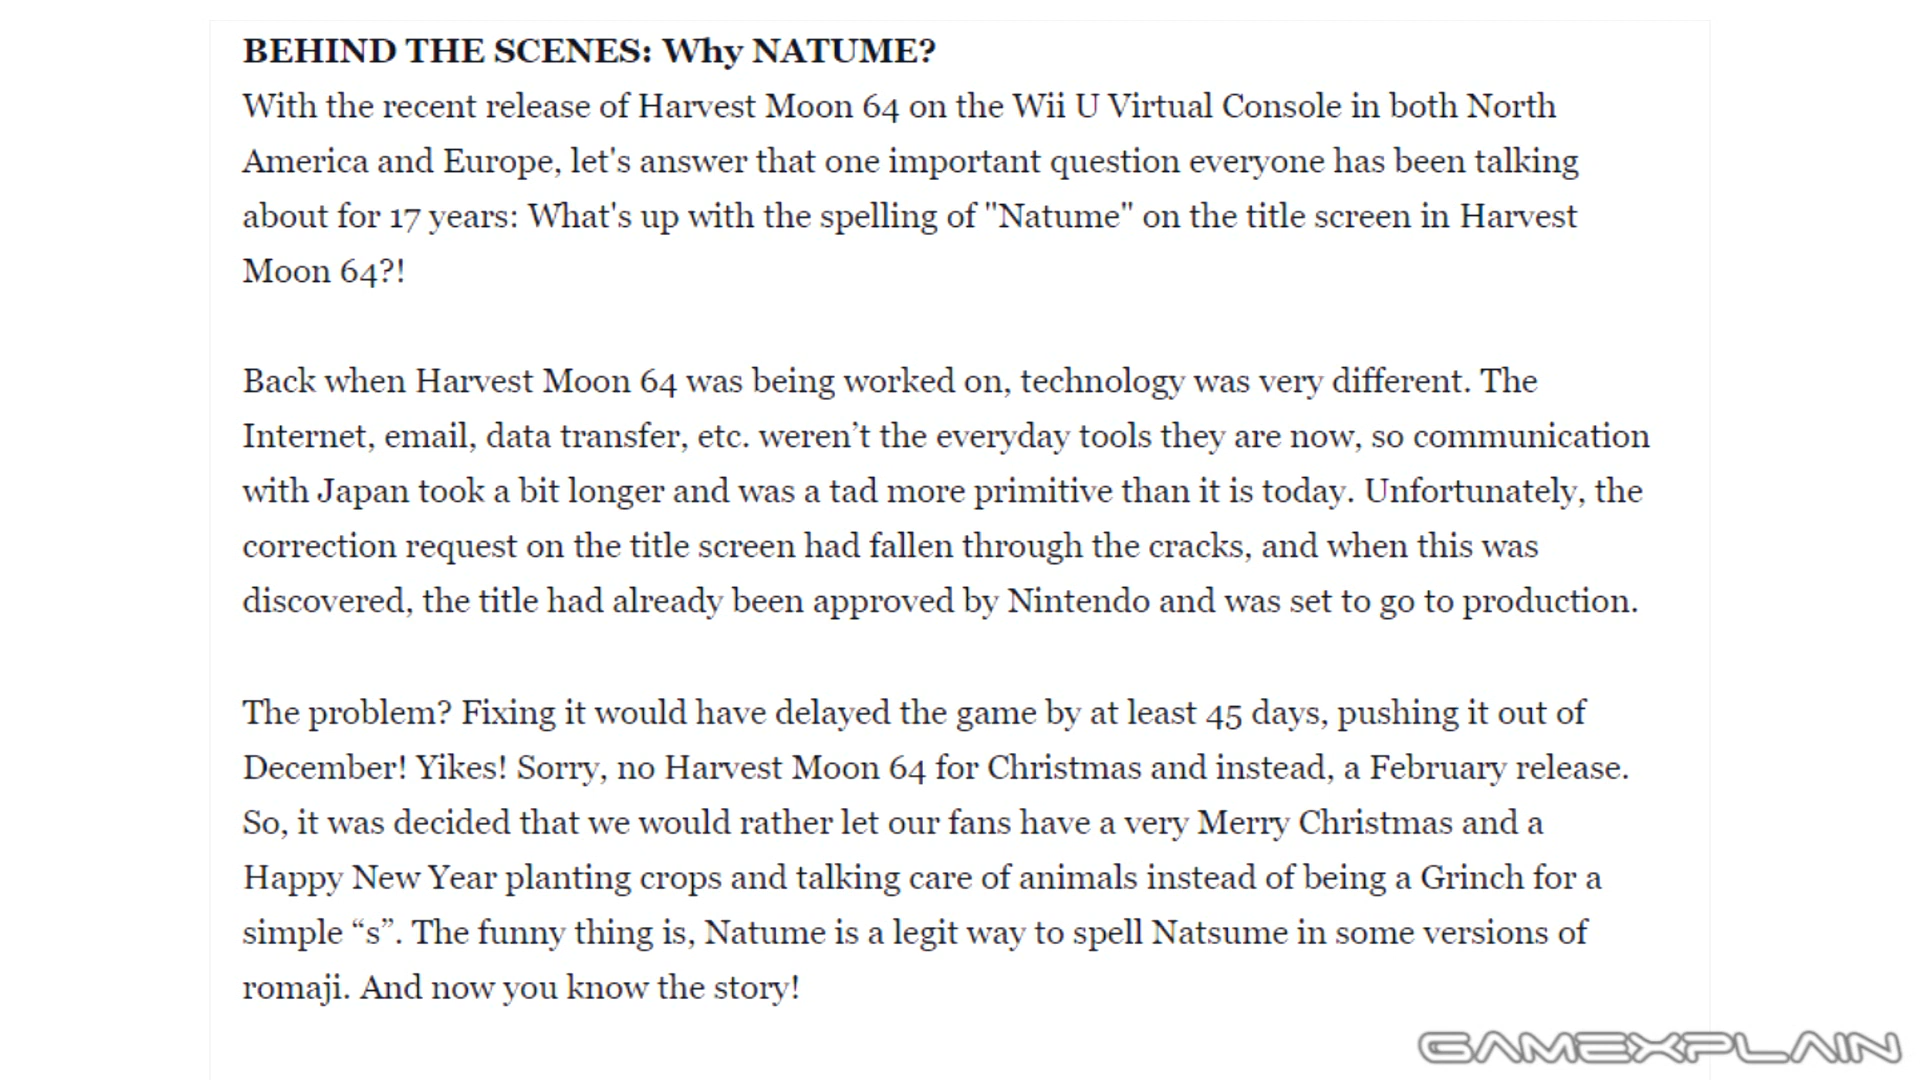 BEHIND THE SCENES: Why NATUME?
With the recent release of Harvest Moon 64 on the Wii U Virtual Console in both North
America and Europe, let's answer that one important question everyone has been talking
about for 17 years: What's up with the spelling of "Natume" on the title screen in Harvest
Moon 64?!
Back when Harvest Moon 64 was being worked on, technology was very different. The
Internet, email, data transfer, etc. weren’t the everyday tools they are now, so communication
with Japan took a bit longer and was a tad more primitive than it is today. Unfortunately, the
correction request on the title screen had fallen through the cracks, and when this was
discovered, the title had already been approved by Nintendo and was set to go to production.
The problem? Fixing it would have delayed the game by at least 45 days, pushing it out of
December! Yikes! Sorry, no Harvest Moon 64 for Christmas and instead, a February release.
So, it was decided that we would rather let our fans have a very Merry Christmas and a
Happy New Year planting crops and talking care of animals instead of being a Grinch for a
simple “s”. The funny thing is, Natume is a legit way to spell Natsume in some versions of
romaji. And now you know the story!
GAMEXPLAIN